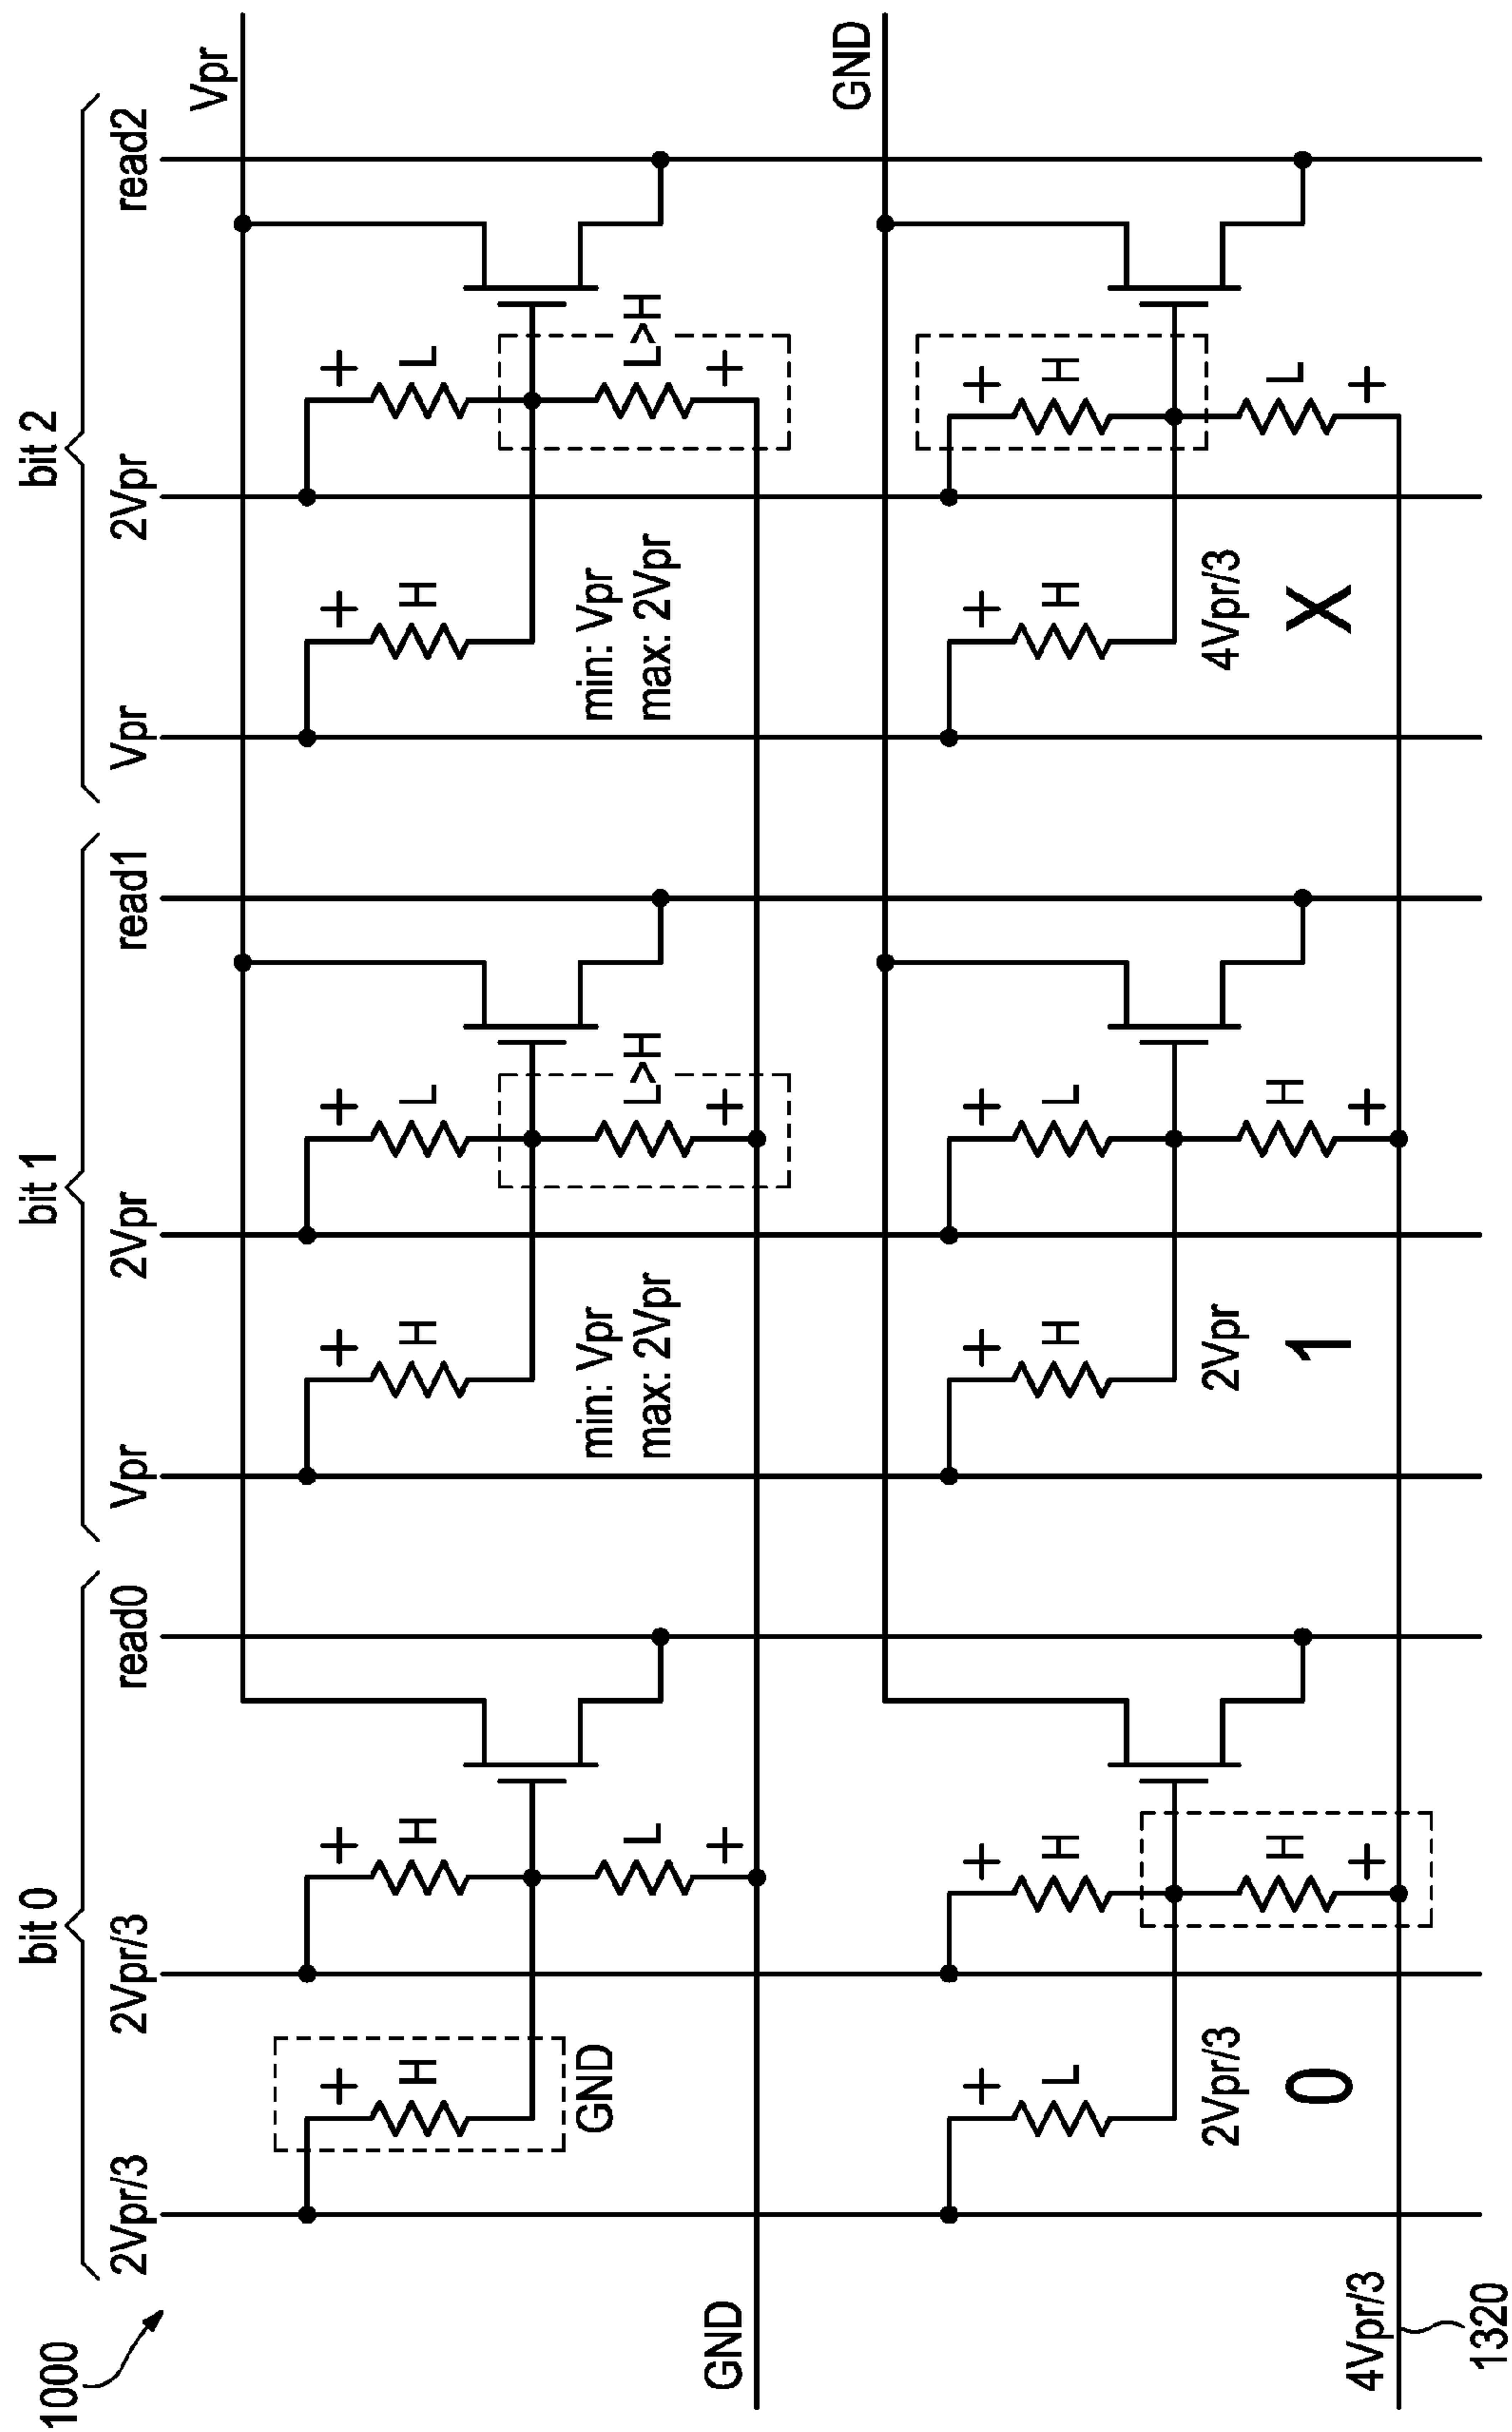 bit 0 bit 1 bit 2
1000
2Vpr/3 2Vpr/3 read0 Vpr 2Vpr read1 Vpr 2Vpr read2
Vpr
+ + + + + +
H H H L H L
GND min: Vpr min: Vpr
L max: 2Vpr L>H max: 2Vpr L>H
GND + + +
GND
+ + + + + +
L H H L H H
2Vpr/3 2Vpr 4Vpr/3
H H L
0 1 X
4Vpr/3 + + +
1320